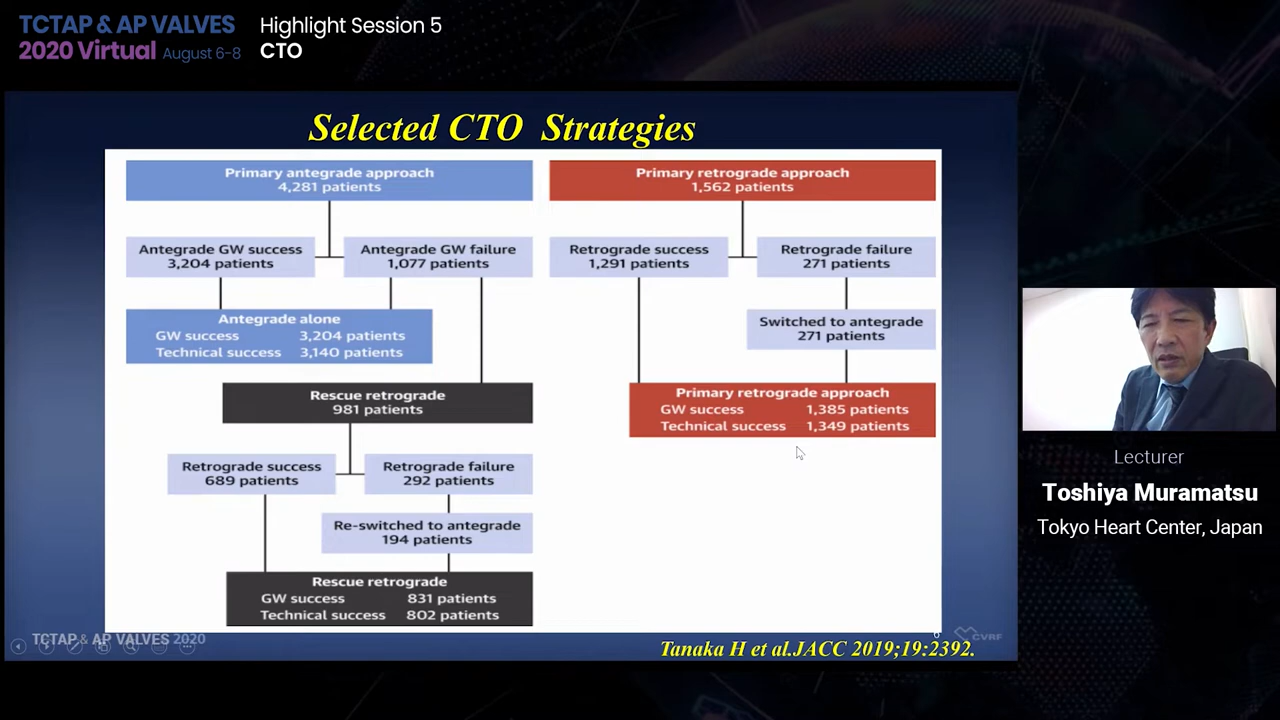 TCTAP & AP VALVES
2020 Virtual August 6-8
Highlight Session 5
CTO
Selected CTO Strategies
Primary antegrade approach
4,281 patients
Primary retrograde approach
1,562 patients
Antegrade GW success
3,204 patients
Antegrade GW failure
1,077 patients
Retrograde success
1,291 patients
Retrograde failure
271 patients
Antegrade alone
GW success 3,204 patients
Technical success 3,140 patients
Switched to antegrade
271 patients
Rescue retrograde
981 patients
Primary retrograde approach
GW success 1,385 patients
Technical success 1,349 patients
Retrograde success
689 patients
Retrograde failure
292 patients
Re-switched to antegrade
194 patients
Rescue retrograde
GW success 831 patients
Technical success 802 patients
TCTAP & AP VALVES 2020
6
CVRF
Tanaka H et al.JACC 2019;19:2392.
Lecturer
Toshiya Muramatsu
Tokyo Heart Center, Japan